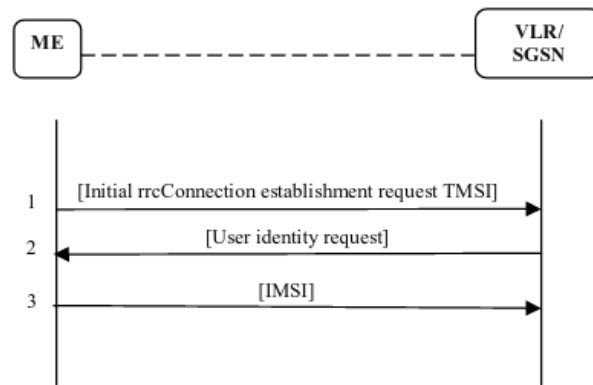 ME
VLR/
SGSN
1 [Initial rrcConnection establishment request TMSI]
2 [User identity request]
3 [IMSI]